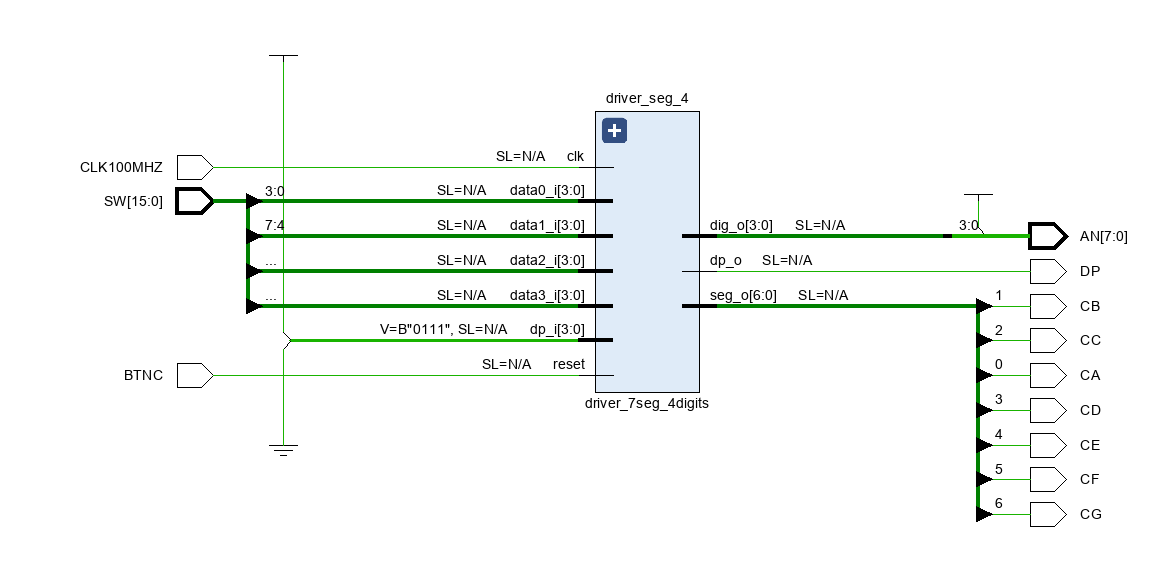 driver_seg_4
CLK100MHZ
SL=N/A clk
SW[15:0]
3:0
SL=N/A data0_i[3:0]
7:4
SL=N/A data1_i[3:0]
...
SL=N/A data2_i[3:0]
...
SL=N/A data3_i[3:0]
V=B"0111", SL=N/A dp_i[3:0]
BTNC
SL=N/A reset
driver_7seg_4digits
dig_o[3:0] SL=N/A
3:0
AN[7:0]
dp_o SL=N/A
DP
seg_o[6:0] SL=N/A
1 CB
2 CC
0 CA
3 CD
4 CE
5 CF
6 CG